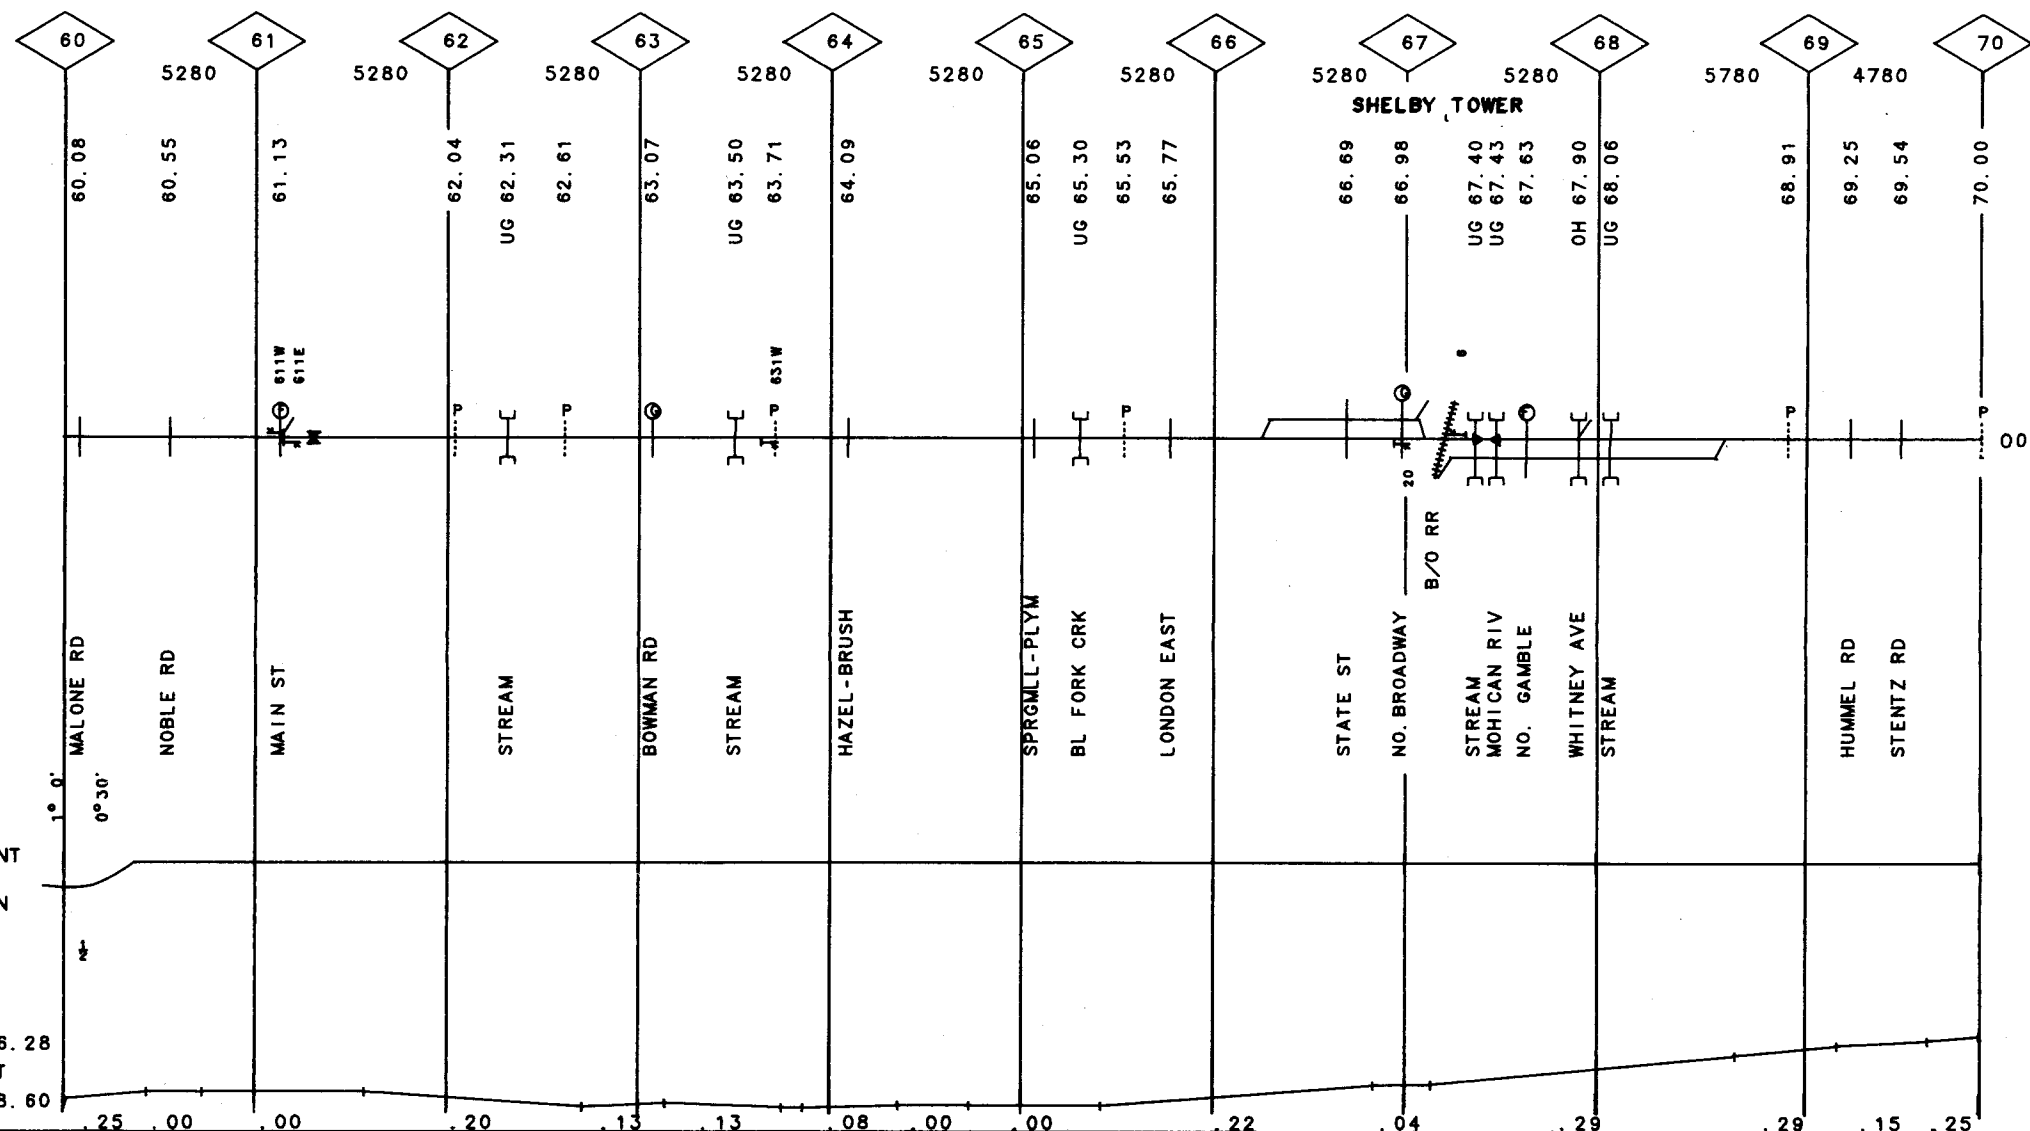 60 61 62 63 64 65 66 67 68 69 70
5280 5280 5280 5280 5280 5280 5280 5280 5780 4780
SHELBY TOWER
60.08
60.55
61.13
62.04
UG 62.31
62.61
63.07
UG 63.50
63.71
64.09
65.06
UG 65.30
65.53
65.77
66.69
66.98
UG 67.40
UG 67.43
67.63
OH 67.90
UG 68.06
68.91
69.25
69.54
70.00
611W
611E
631W
6
F P P G P P G F P P
00
20
B/O RR
MALONE RD
NOBLE RD
MAIN ST
STREAM
BOWMAN RD
STREAM
HAZEL-BRUSH
SPRGMLL-PLYM
BL FORK CRK
LONDON EAST
STATE ST
NO. BROADWAY
STREAM
MOHICAN RIV
NO. GAMBLE
WHITNEY AVE
STREAM
HUMMEL RD
STENTZ RD
1° 0'
0°30'
NT
N
½
6.28
T
8.60
.25 .00 .00 .20 .13 .13 .08 .00 .00 .22 .04 .29 .29 .15 .25